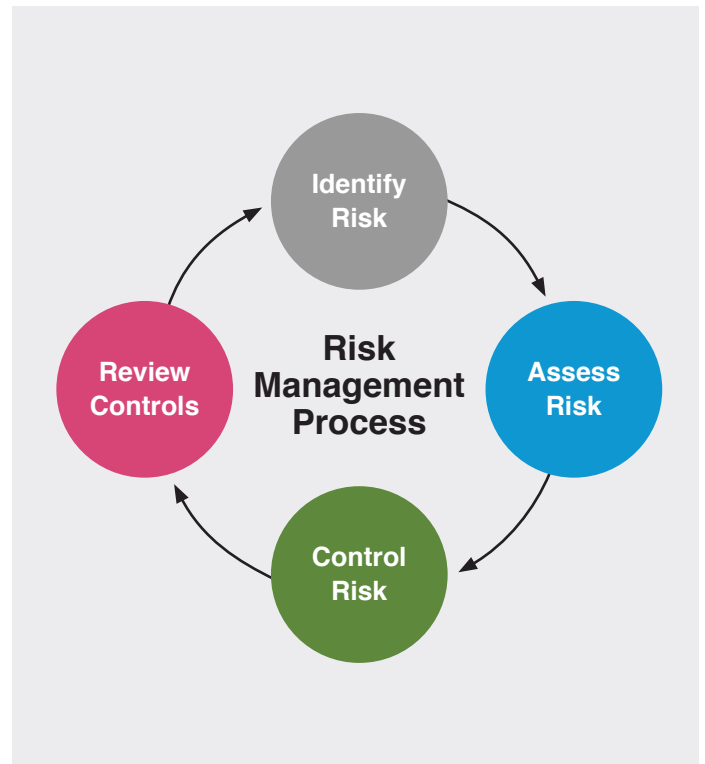 Identify
Risk
Risk
Management
Process
Assess
Risk
Control
Risk
Review
Controls